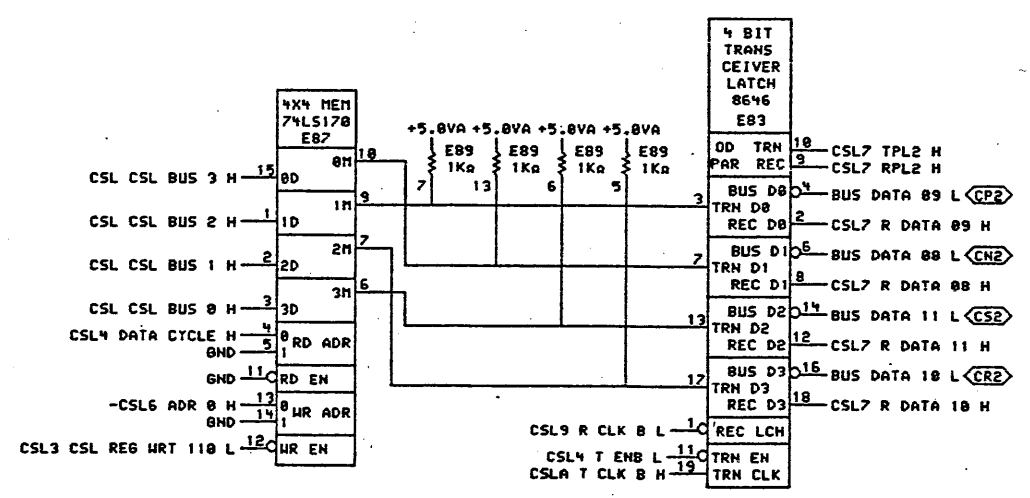 4 BIT
TRANS
CEIVER
LATCH
8646
E83
4X4 MEM
74LS170
E87
+5.0VA +5.0VA +5.0VA +5.0VA
E89 E89 E89 E89
1KΩ 1KΩ 1KΩ 1KΩ
7 13 6 5
OD TRN 10 CSL7 TPL2 H
PAR REC 9 CSL7 RPL2 H
0M 10
CSL CSL BUS 3 H 15 0D
1M 9
CSL CSL BUS 2 H 1 1D
2M 7
CSL CSL BUS 1 H 2 2D
3M 6
CSL CSL BUS 0 H 3 3D
CSL4 DATA CYCLE H 4 0
RD ADR
GND 5 1
GND 11 RD EN
-CSL6 ADR 0 H 13 0
WR ADR
GND 14 1
CSL3 CSL REG WRT 110 L 12 WR EN
BUS D0 4 BUS DATA 09 L CP2
3 TRN D0
REC D0 2 CSL7 R DATA 09 H
BUS D1 6 BUS DATA 08 L CN2
7 TRN D1
REC D1 8 CSL7 R DATA 08 H
BUS D2 14 BUS DATA 11 L CS2
13 TRN D2
REC D2 12 CSL7 R DATA 11 H
BUS D3 16 BUS DATA 10 L CR2
17 TRN D3
REC D3 18 CSL7 R DATA 10 H
CSL9 R CLK B L 1 REC LCH
CSL4 T ENB L 11 TRN EN
CSLA T CLK B H 19 TRN CLK